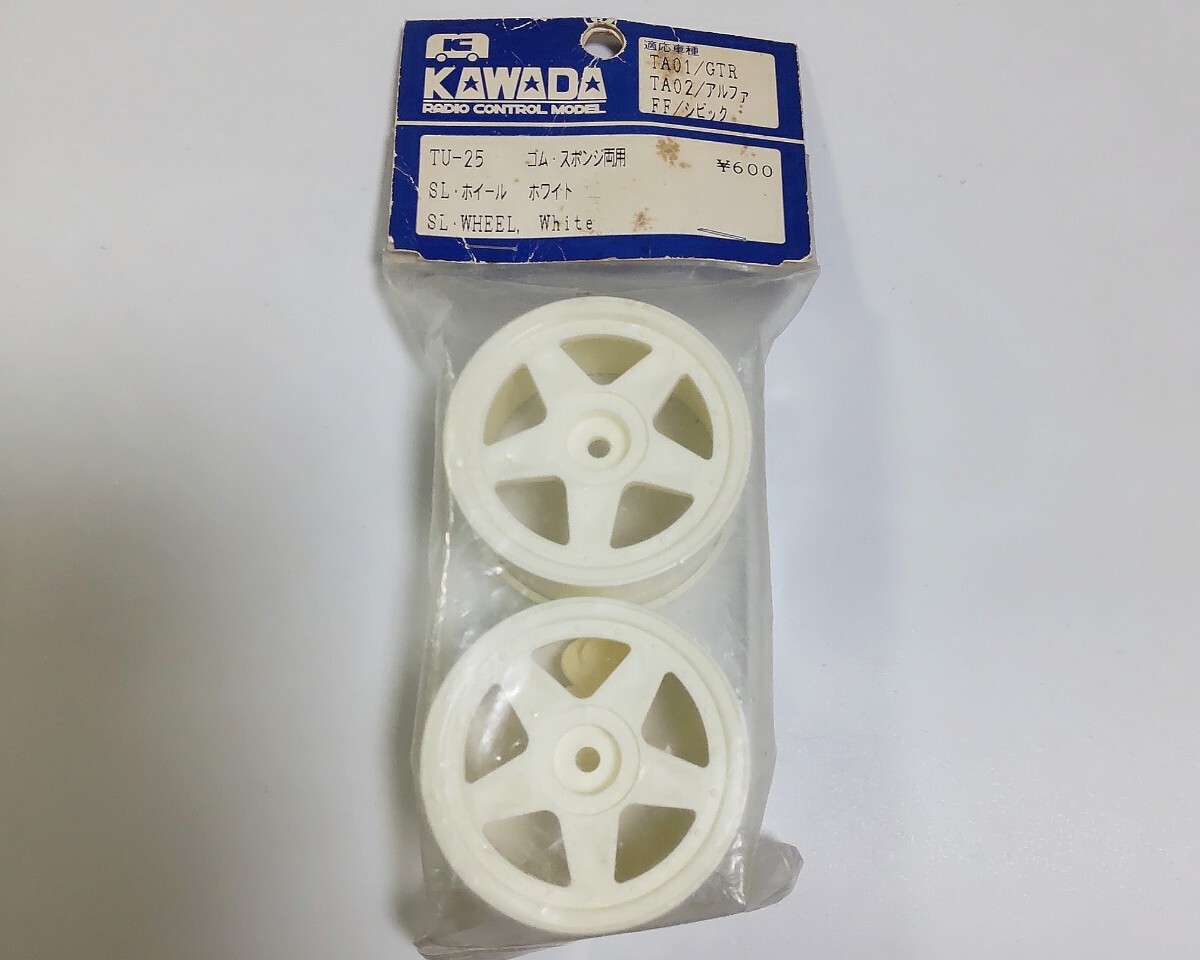 KAWADA
RADIO CONTROL MODEL
適応車種
TA01/GTR
TA02/アルファ
FF/シビック
TU-25 ゴム・スポンジ両用 ¥600
SL・ホイール ホワイト
SL・WHEEL, White